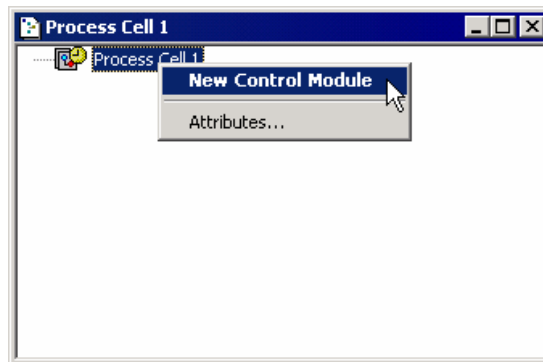 Process Cell 1
Process Cell 1
New Control Module
Attributes...